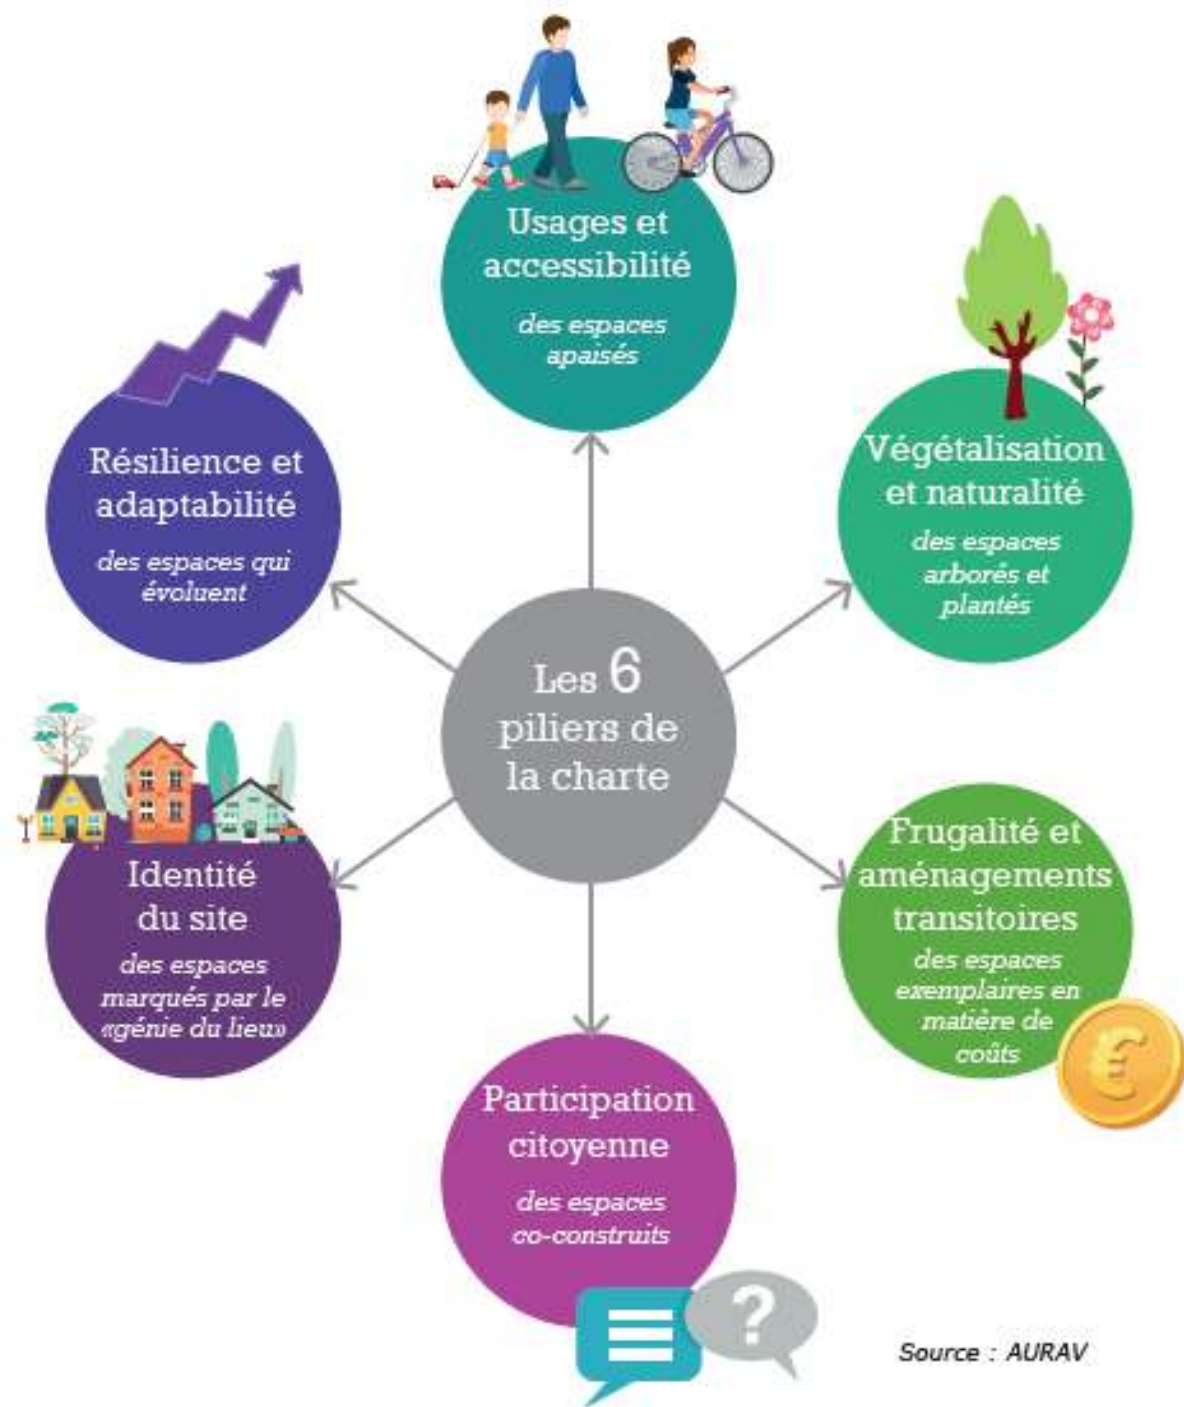 Usages et
accessibilité
des espaces
apaisés
Résilience et
adaptabilité
des espaces qui
évoluent
Végétalisation
et naturalité
des espaces
arborés et
plantés
Les 6
piliers de
la charte
Identité
du site
des espaces
marqués par le
«génie du lieu»
Frugalité et
aménagements
transitoires
des espaces
exemplaires en
matière de
coûts
€
Participation
citoyenne
des espaces
co-construits
?
Source : AURAV